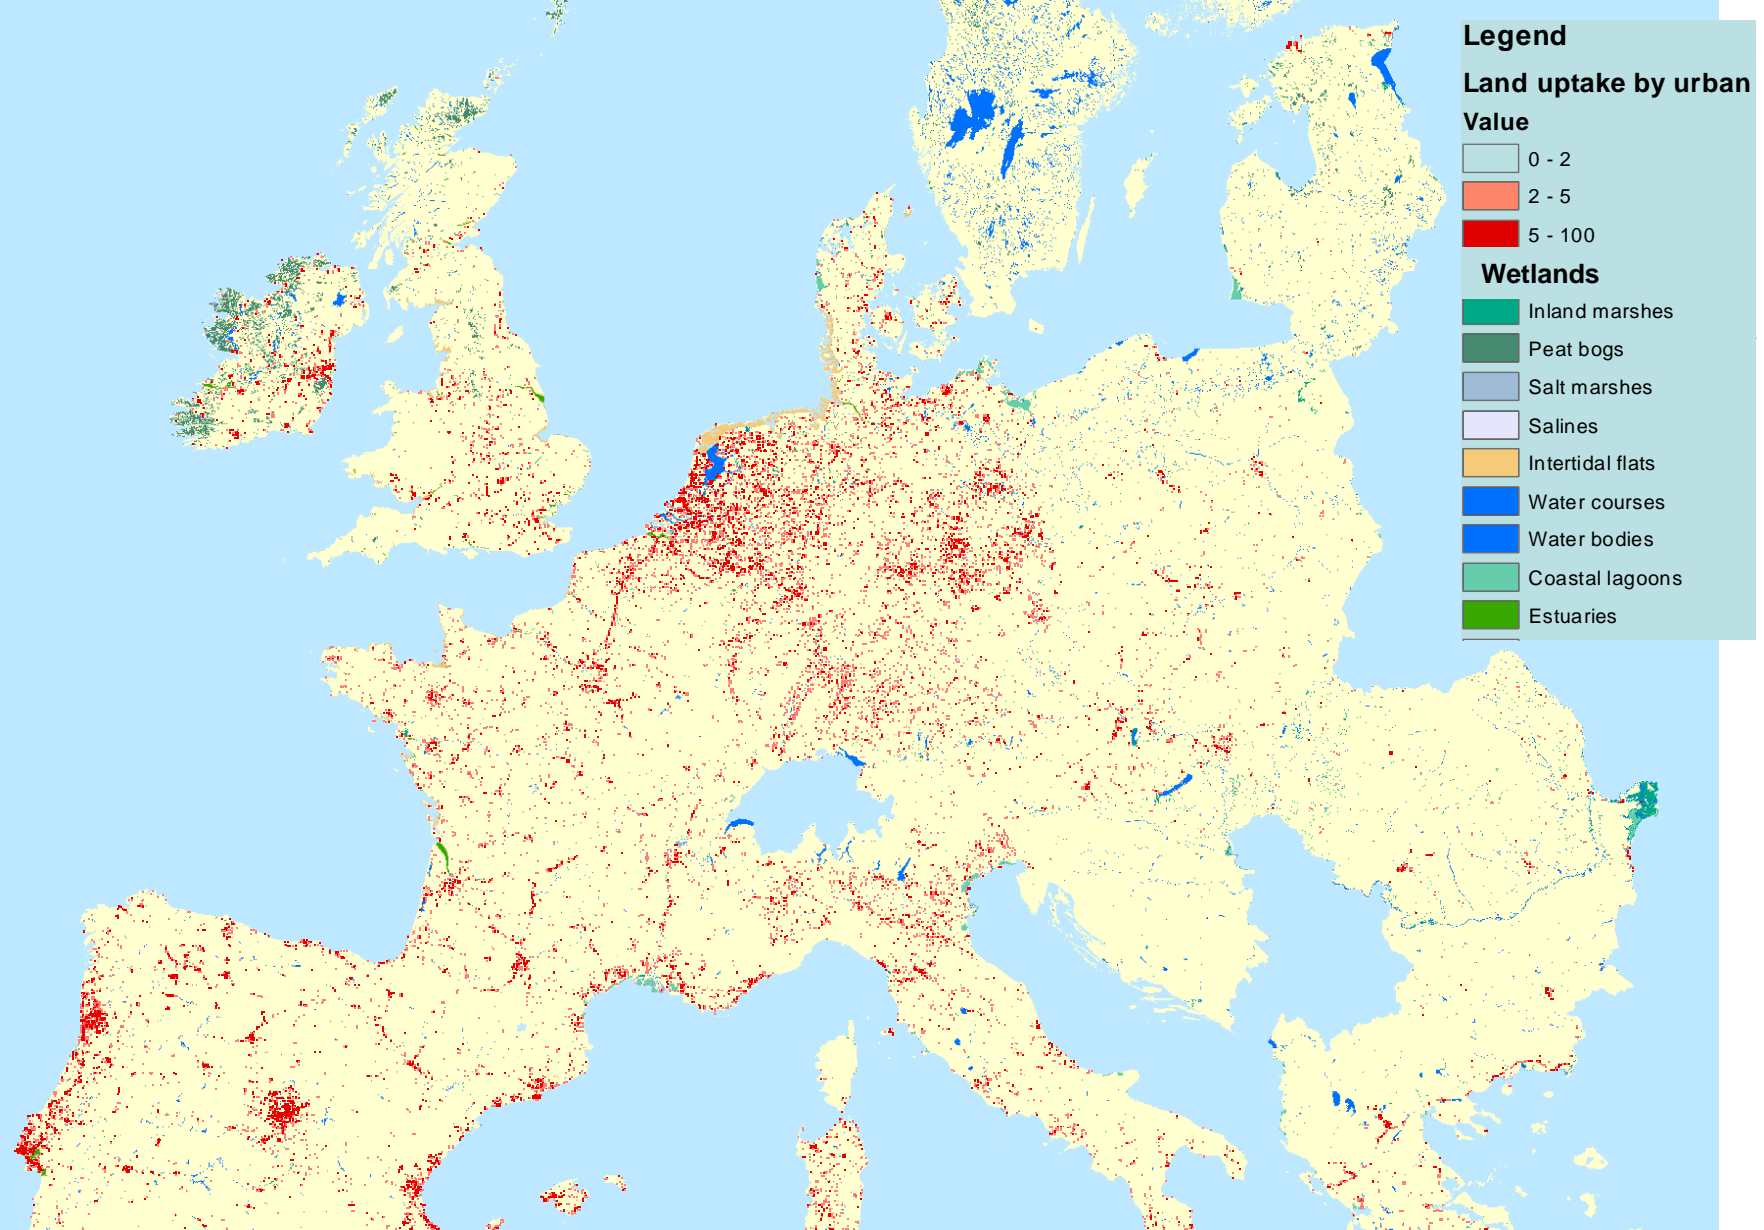 Legend
Land uptake by urban
Value
0 - 2
2 - 5
5 - 100
Wetlands
Inland marshes
Peat bogs
Salt marshes
Salines
Intertidal flats
Water courses
Water bodies
Coastal lagoons
Estuaries